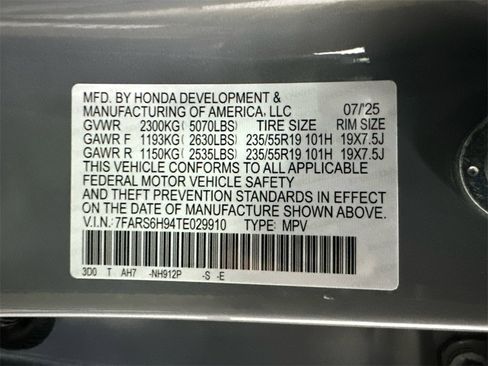 MFD. BY HONDA DEVELOPMENT &
MANUFACTURING OF AMERICA, LLC 07/'25
GVWR 2300KG( 5070LBS) TIRE SIZE RIM SIZE
GAWR F 1193KG( 2630LBS) 235/55R19 101H 19X7.5J
GAWR R 1150KG( 2535LBS) 235/55R19 101H 19X7.5J
THIS VEHICLE CONFORMS TO ALL APPLICABLE
FEDERAL MOTOR VEHICLE SAFETY
AND THEFT PREVENTION STANDARDS IN EFFECT
ON THE DATE OF MANUFACTURE SHOWN ABOVE.
V.I.N.: 7FARS6H94TE029910 TYPE: MPV
3D0 T AH7 -NH912P -S -E